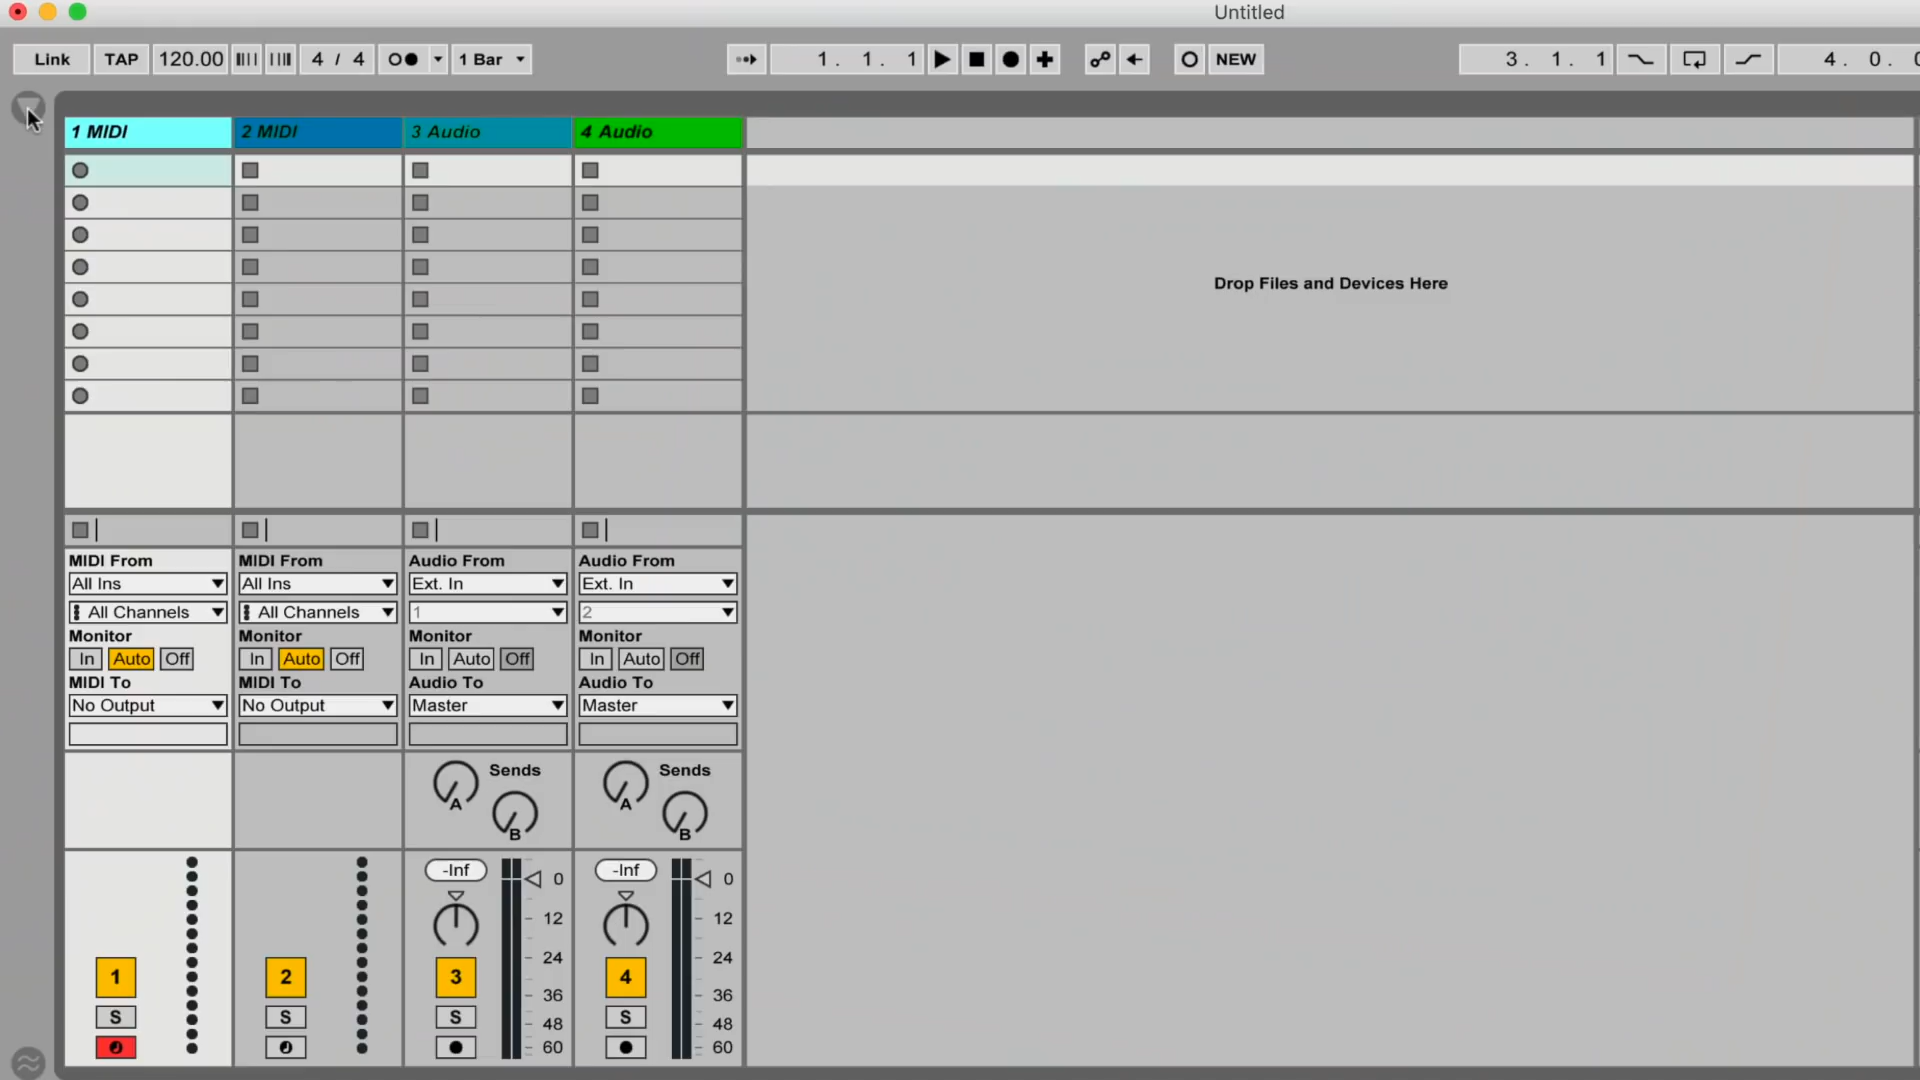 Untitled
Link TAP 120.00 4 / 4 1 Bar 1. 1. 1 NEW 3. 1. 1 4. 0. 0
1 MIDI 2 MIDI 3 Audio 4 Audio
Drop Files and Devices Here
MIDI From MIDI From Audio From Audio From
All Ins All Ins Ext. In Ext. In
All Channels All Channels 1 2
Monitor Monitor Monitor Monitor
In Auto Off In Auto Off In Auto Off In Auto Off
MIDI To MIDI To Audio To Audio To
No Output No Output Master Master
Sends Sends
A A
B B
-Inf 0 -Inf 0
12 12
24 24
1 2 3 4
36 36
S S S S
48 48
60 60